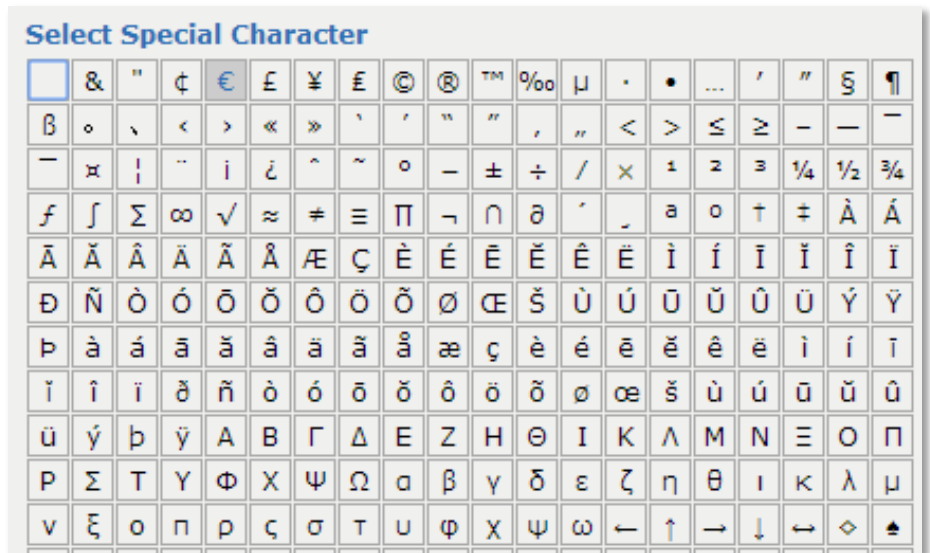 Select Special Character
& " ¢ € £ ¥ ₤ © ® ™ ‰ µ · • … ′ ″ § ¶
ß ‹ › « » ‘ ’ “ ” ‚ „ < > ≤ ≥ – — ¯
‾ ¤ ¦ ¨ ¡ ¿ ˆ ˜ ° − ± ÷ ⁄ × ¹ ² ³ ¼ ½ ¾
ƒ ∫ ∑ ∞ √ ≈ ≠ ≡ ∏ ¬ ∩ ∂ ´ ¸ ª º † ‡ À Á
Ā Ă Â Ä Ã Å Æ Ç È É Ē Ĕ Ê Ë Ì Í Ī Ĭ Î Ï
Ð Ñ Ò Ó Ō Ŏ Ô Ö Õ Ø Œ Š Ù Ú Ū Ŭ Û Ü Ý Ÿ
Þ à á ā ă â ä ã å æ ç è é ē ĕ ê ë ì í ī
ĭ î ï ð ñ ò ó ō ŏ ô ö õ ø œ š ù ú ū ŭ û
ü ý þ ÿ Α Β Γ Δ Ε Ζ Η Θ Ι Κ Λ Μ Ν Ξ Ο Π
Ρ Σ Τ Υ Φ Χ Ψ Ω α β γ δ ε ζ η θ ι κ λ μ
ν ξ ο π ρ ς σ τ υ φ χ ψ ω ← ↑ → ↓ ↔ ◊ ♠